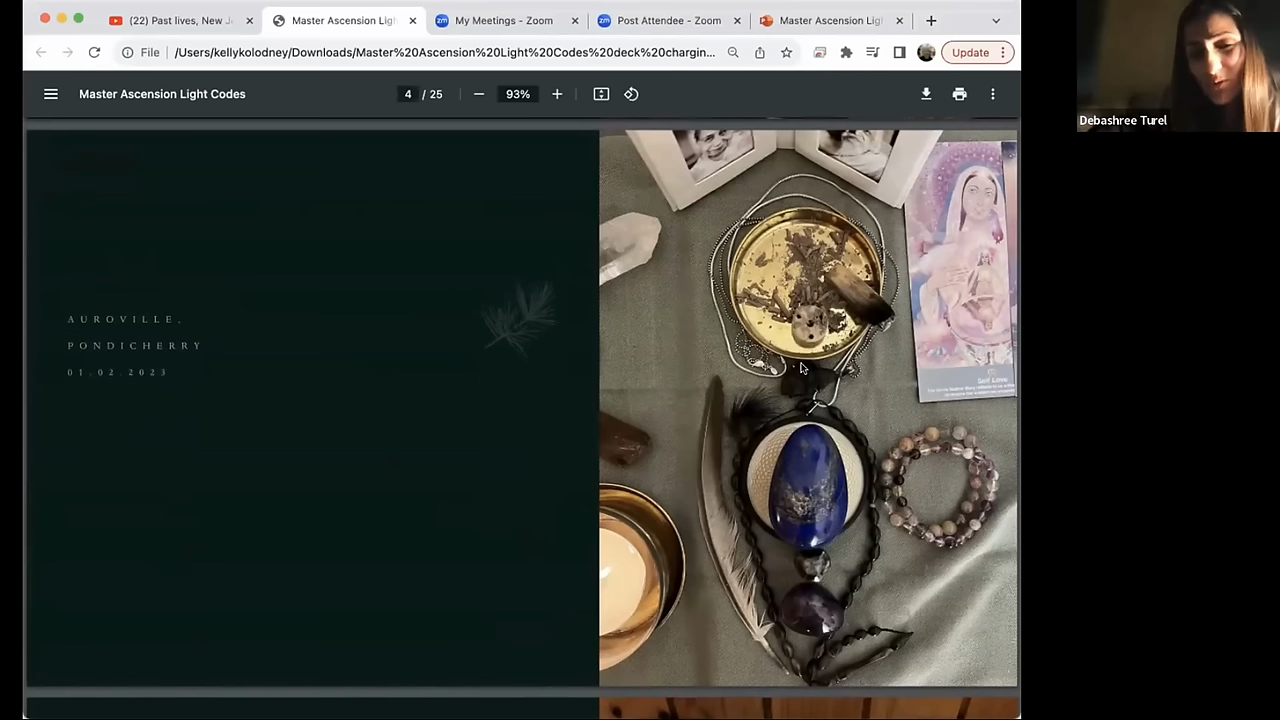 (22) Past lives, New J
Master Ascension Ligh
My Meetings - Zoom
Post Attendee - Zoom
Master Ascension Lig
File
/Users/kellykolodney/Downloads/Master%20Ascension%20Light%20Codes%20deck%20chargin...
Update
Master Ascension Light Codes
4 / 25
93%
Debashree Turel
AUROVILLE,
PONDICHERRY
01.02.2023
Self Love